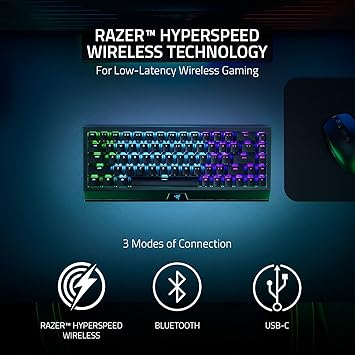 RAZER™ HYPERSPEED
WIRELESS TECHNOLOGY
For Low-Latency Wireless Gaming
3 Modes of Connection
RAZER™ HYPERSPEED
WIRELESS
BLUETOOTH
USB-C